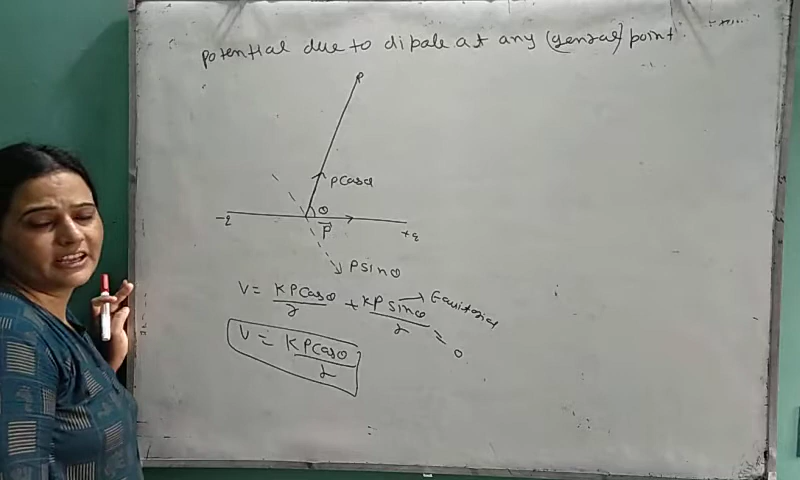 potential due to dipole at any (general) point.
P
Pcosθ
θ
-q
P⃗
+q
Psinθ
V = KPcosθ/r + KPsinθ/r → Equitorial
= 0
V = KPcosθ/r